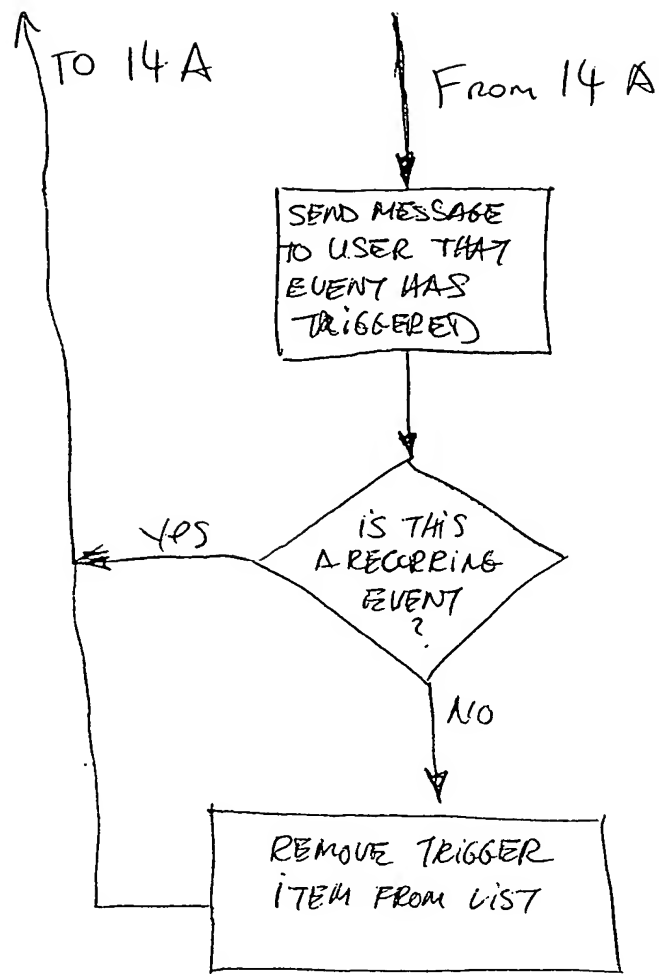 TO 14 A
From 14 A
SEND MESSAGE
TO USER THAT
EVENT HAS
TRIGGERED
IS THIS
A RECURRING
EVENT
?
Yes
NO
REMOVE TRIGGER
ITEM FROM LIST